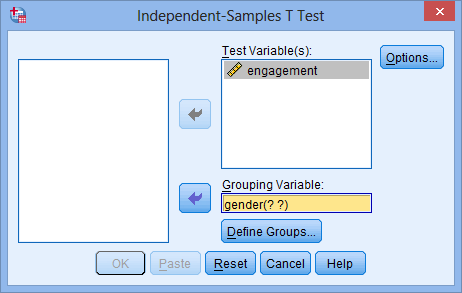 Independent-Samples T Test
Test Variable(s):
engagement
Options...
Grouping Variable:
gender(? ?)
Define Groups...
OK Paste Reset Cancel Help